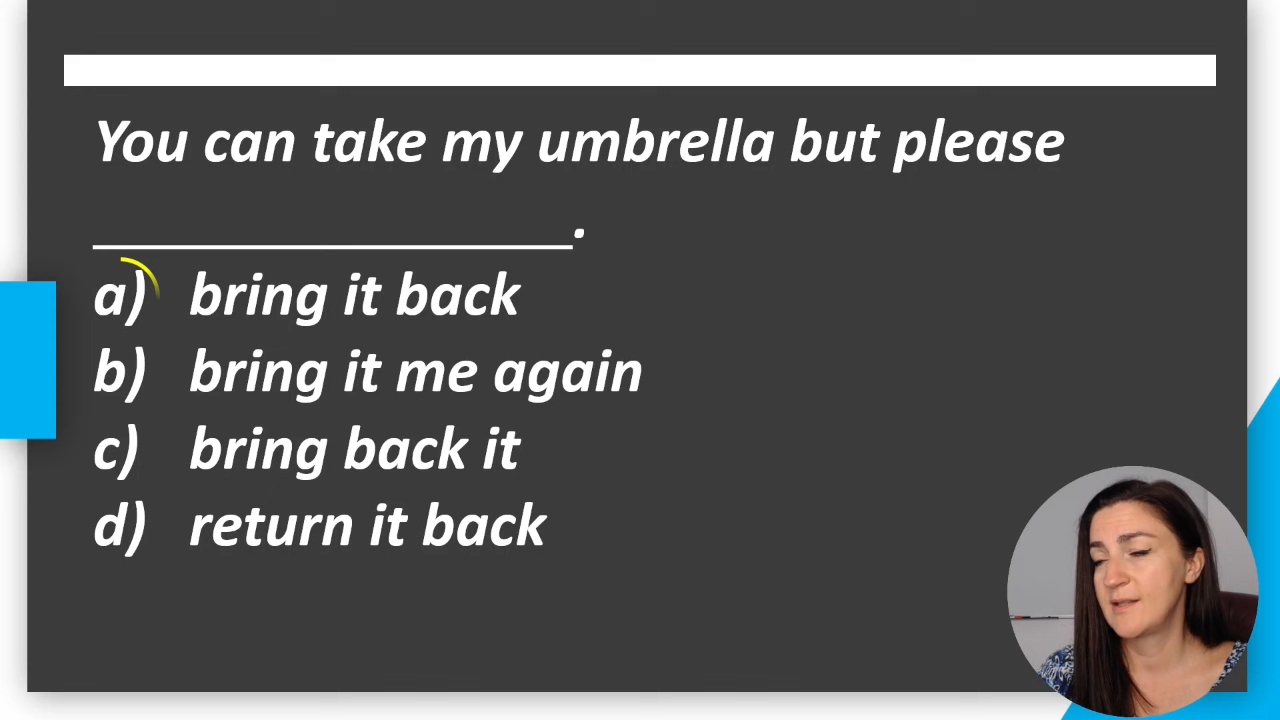 You can take my umbrella but please
________________.
a) bring it back
b) bring it me again
c) bring back it
d) return it back